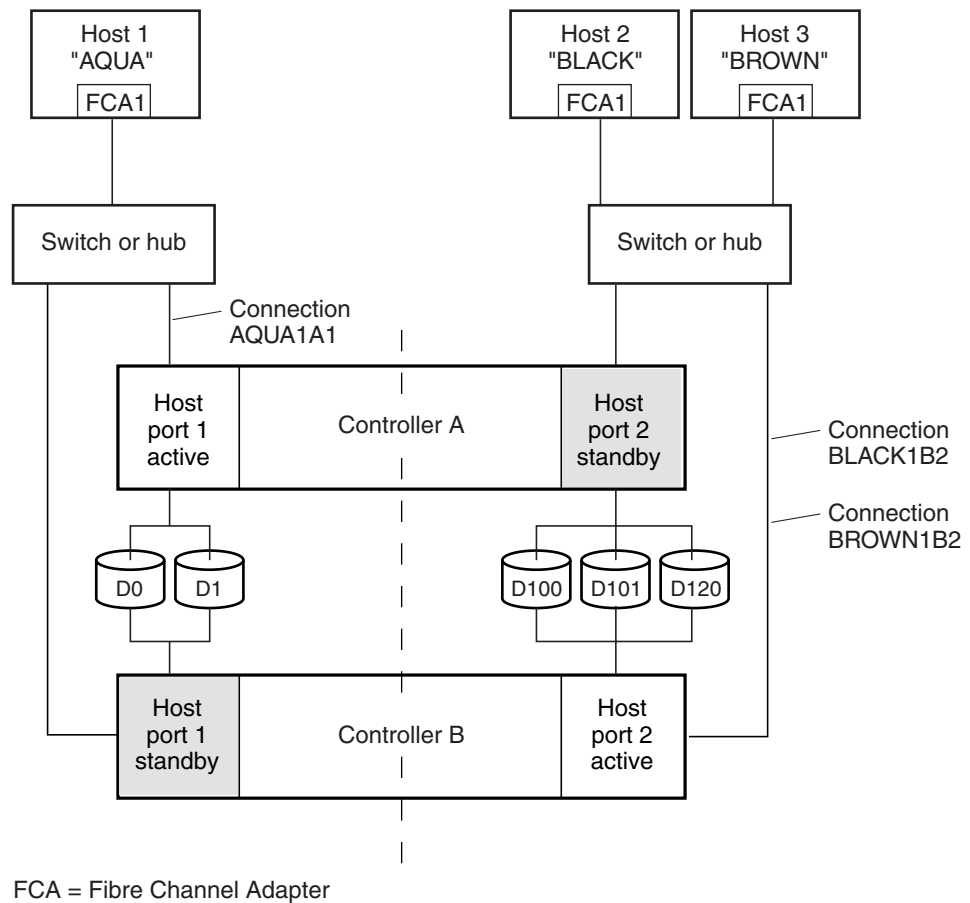 Host 1
"AQUA"
FCA1
Host 2
"BLACK"
FCA1
Host 3
"BROWN"
FCA1
Switch or hub
Switch or hub
Connection
AQUA1A1
Host
port 1
active
Controller A
Host
port 2
standby
Connection
BLACK1B2
Connection
BROWN1B2
D0
D1
D100
D101
D120
Host
port 1
standby
Controller B
Host
port 2
active
FCA = Fibre Channel Adapter